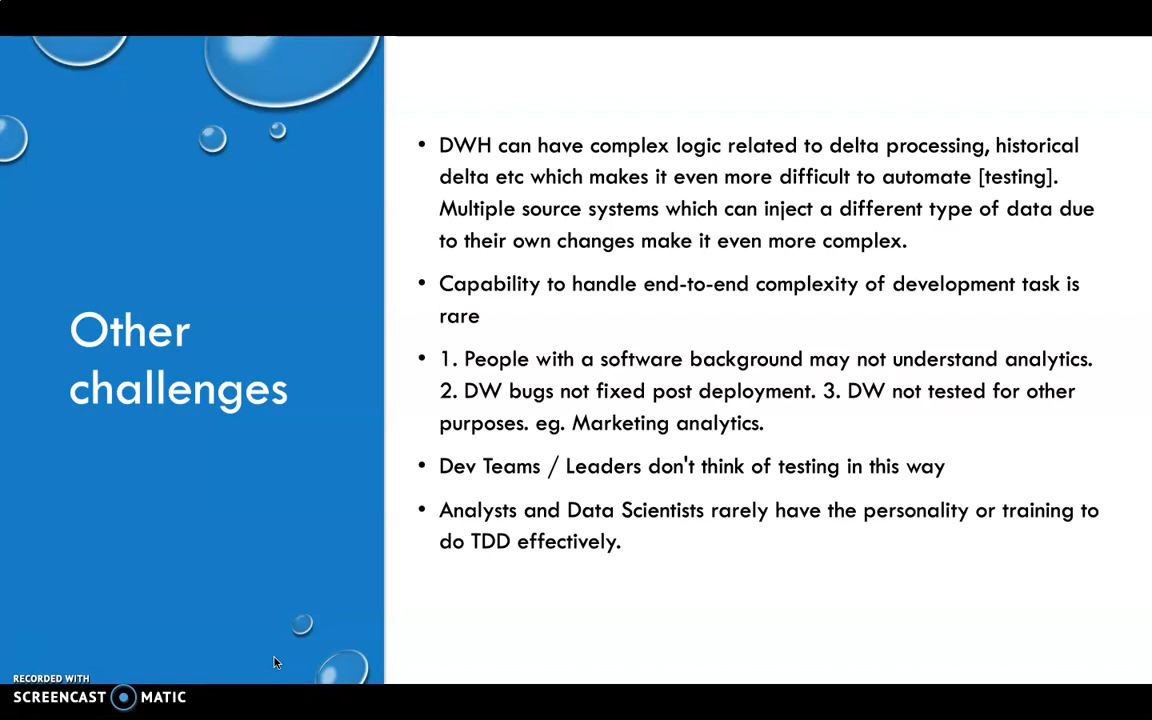 Other
challenges
• DWH can have complex logic related to delta processing, historical
delta etc which makes it even more difficult to automate [testing].
Multiple source systems which can inject a different type of data due
to their own changes make it even more complex.
• Capability to handle end-to-end complexity of development task is
rare
• 1. People with a software background may not understand analytics.
2. DW bugs not fixed post deployment. 3. DW not tested for other
purposes. eg. Marketing analytics.
• Dev Teams / Leaders don't think of testing in this way
• Analysts and Data Scientists rarely have the personality or training to
do TDD effectively.
RECORDED WITH
SCREENCAST MATIC